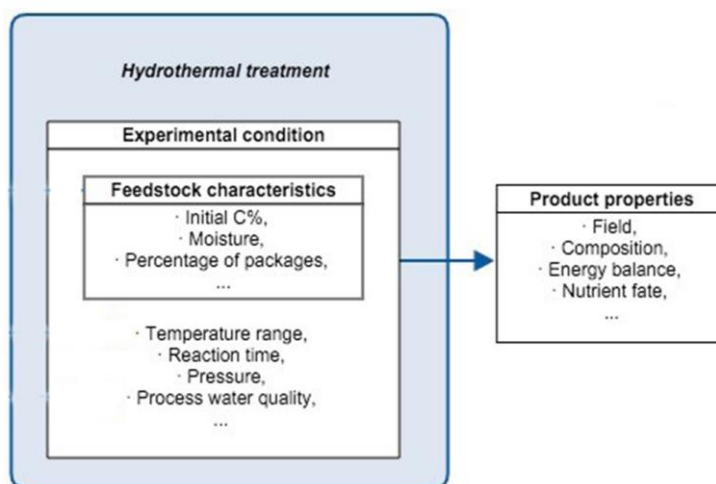 Hydrothermal treatment
Experimental condition
Feedstock characteristics
· Initial C%,
· Moisture,
· Percentage of packages,
...
· Temperature range,
· Reaction time,
· Pressure,
· Process water quality,
...
Product properties
· Field,
· Composition,
· Energy balance,
· Nutrient fate,
...